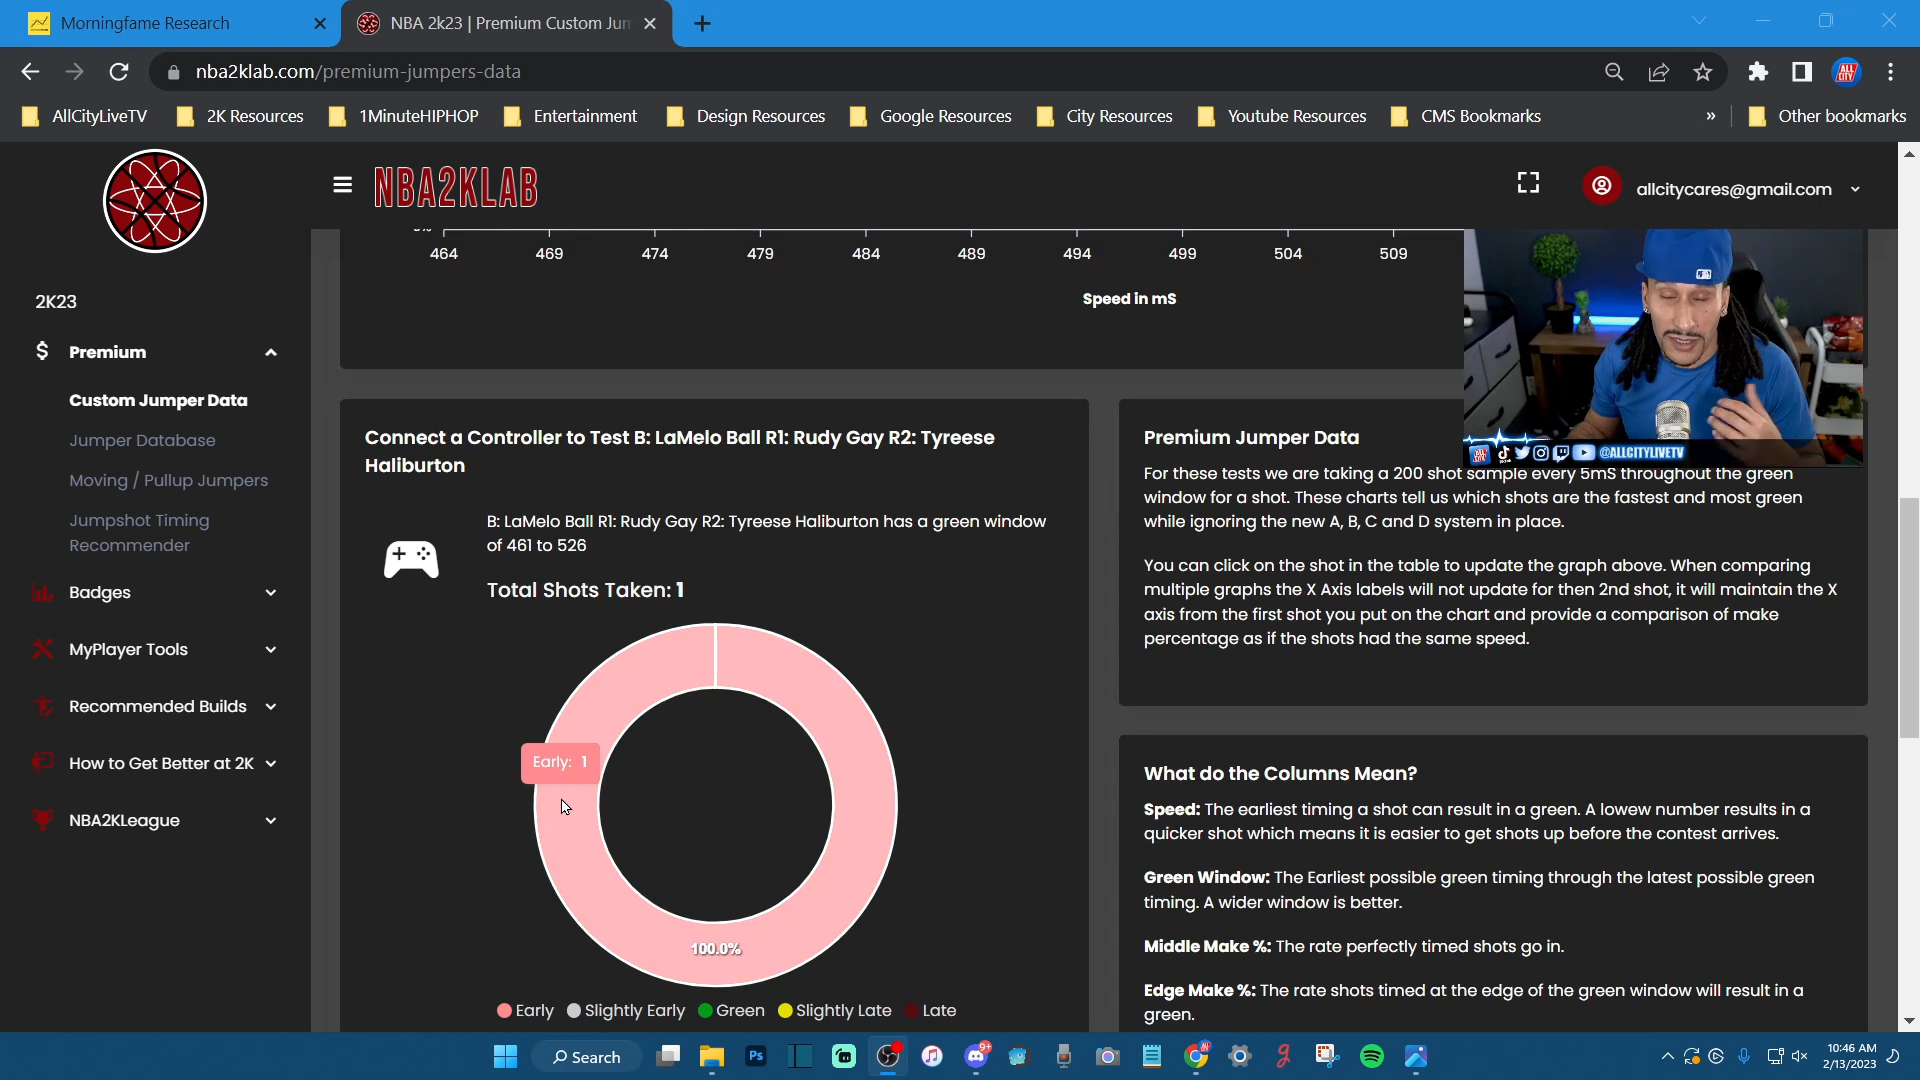 Morningfame Research
NBA 2k23 | Premium Custom Jun
nba2klab.com/premium-jumpers-data
AllCityLiveTV
2K Resources
1MinuteHIPHOP
Entertainment
Design Resources
Google Resources
City Resources
Youtube Resources
CMS Bookmarks
»
Other bookmarks
ALL CITY
NBA2KLAB
allcitycares@gmail.com
2K23
Premium
Custom Jumper Data
Jumper Database
Moving / Pullup Jumpers
Jumpshot Timing
Recommender
Badges
MyPlayer Tools
Recommended Builds
How to Get Better at 2K
NBA2KLeague
0%
464 469 474 479 484 489 494 499 504 509
Speed in mS
@ALLCITYLIVETV
Connect a Controller to Test B: LaMelo Ball R1: Rudy Gay R2: Tyreese
Haliburton
B: LaMelo Ball R1: Rudy Gay R2: Tyreese Haliburton has a green window
of 461 to 526
Total Shots Taken: 1
Early: 1
100.0%
Early Slightly Early Green Slightly Late Late
Premium Jumper Data
For these tests we are taking a 200 shot sample every 5mS throughout the green
window for a shot. These charts tell us which shots are the fastest and most green
while ignoring the new A, B, C and D system in place.
You can click on the shot in the table to update the graph above. When comparing
multiple graphs the X Axis labels will not update for then 2nd shot, it will maintain the X
axis from the first shot you put on the chart and provide a comparison of make
percentage as if the shots had the same speed.
What do the Columns Mean?
Speed: The earliest timing a shot can result in a green. A lowew number results in a
quicker shot which means it is easier to get shots up before the contest arrives.
Green Window: The Earliest possible green timing through the latest possible green
timing. A wider window is better.
Middle Make %: The rate perfectly timed shots go in.
Edge Make %: The rate shots timed at the edge of the green window will result in a
green.
Search
Ps
9+
10:46 AM
2/13/2023